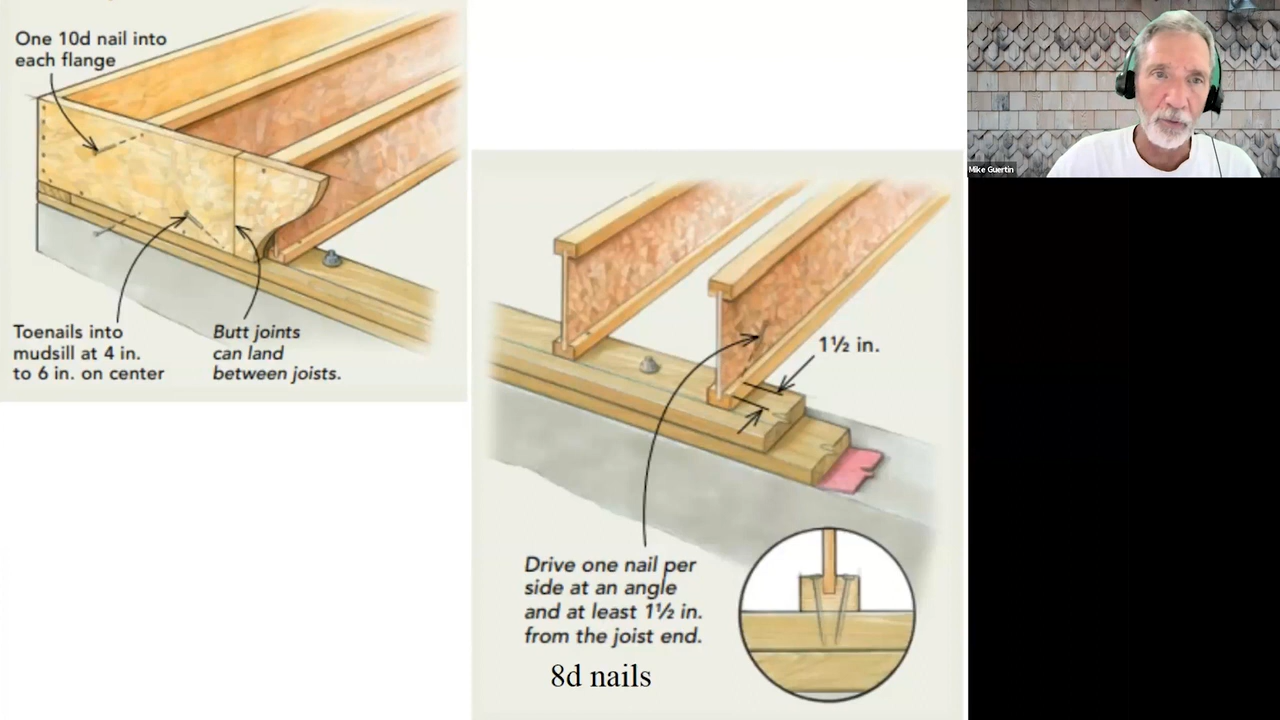 One 10d nail into
each flange
Toenails into
mudsill at 4 in.
to 6 in. on center
Butt joints
can land
between joists.
1½ in.
Drive one nail per
side at an angle
and at least 1½ in.
from the joist end.
8d nails
Mike Guertin